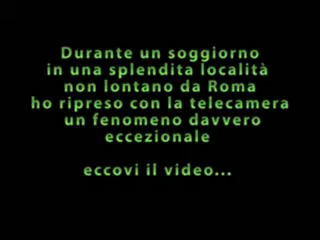 Durante un soggiorno
in una splendita località
non lontano da Roma
ho ripreso con la telecamera
un fenomeno davvero
eccezionale
eccovi il video...